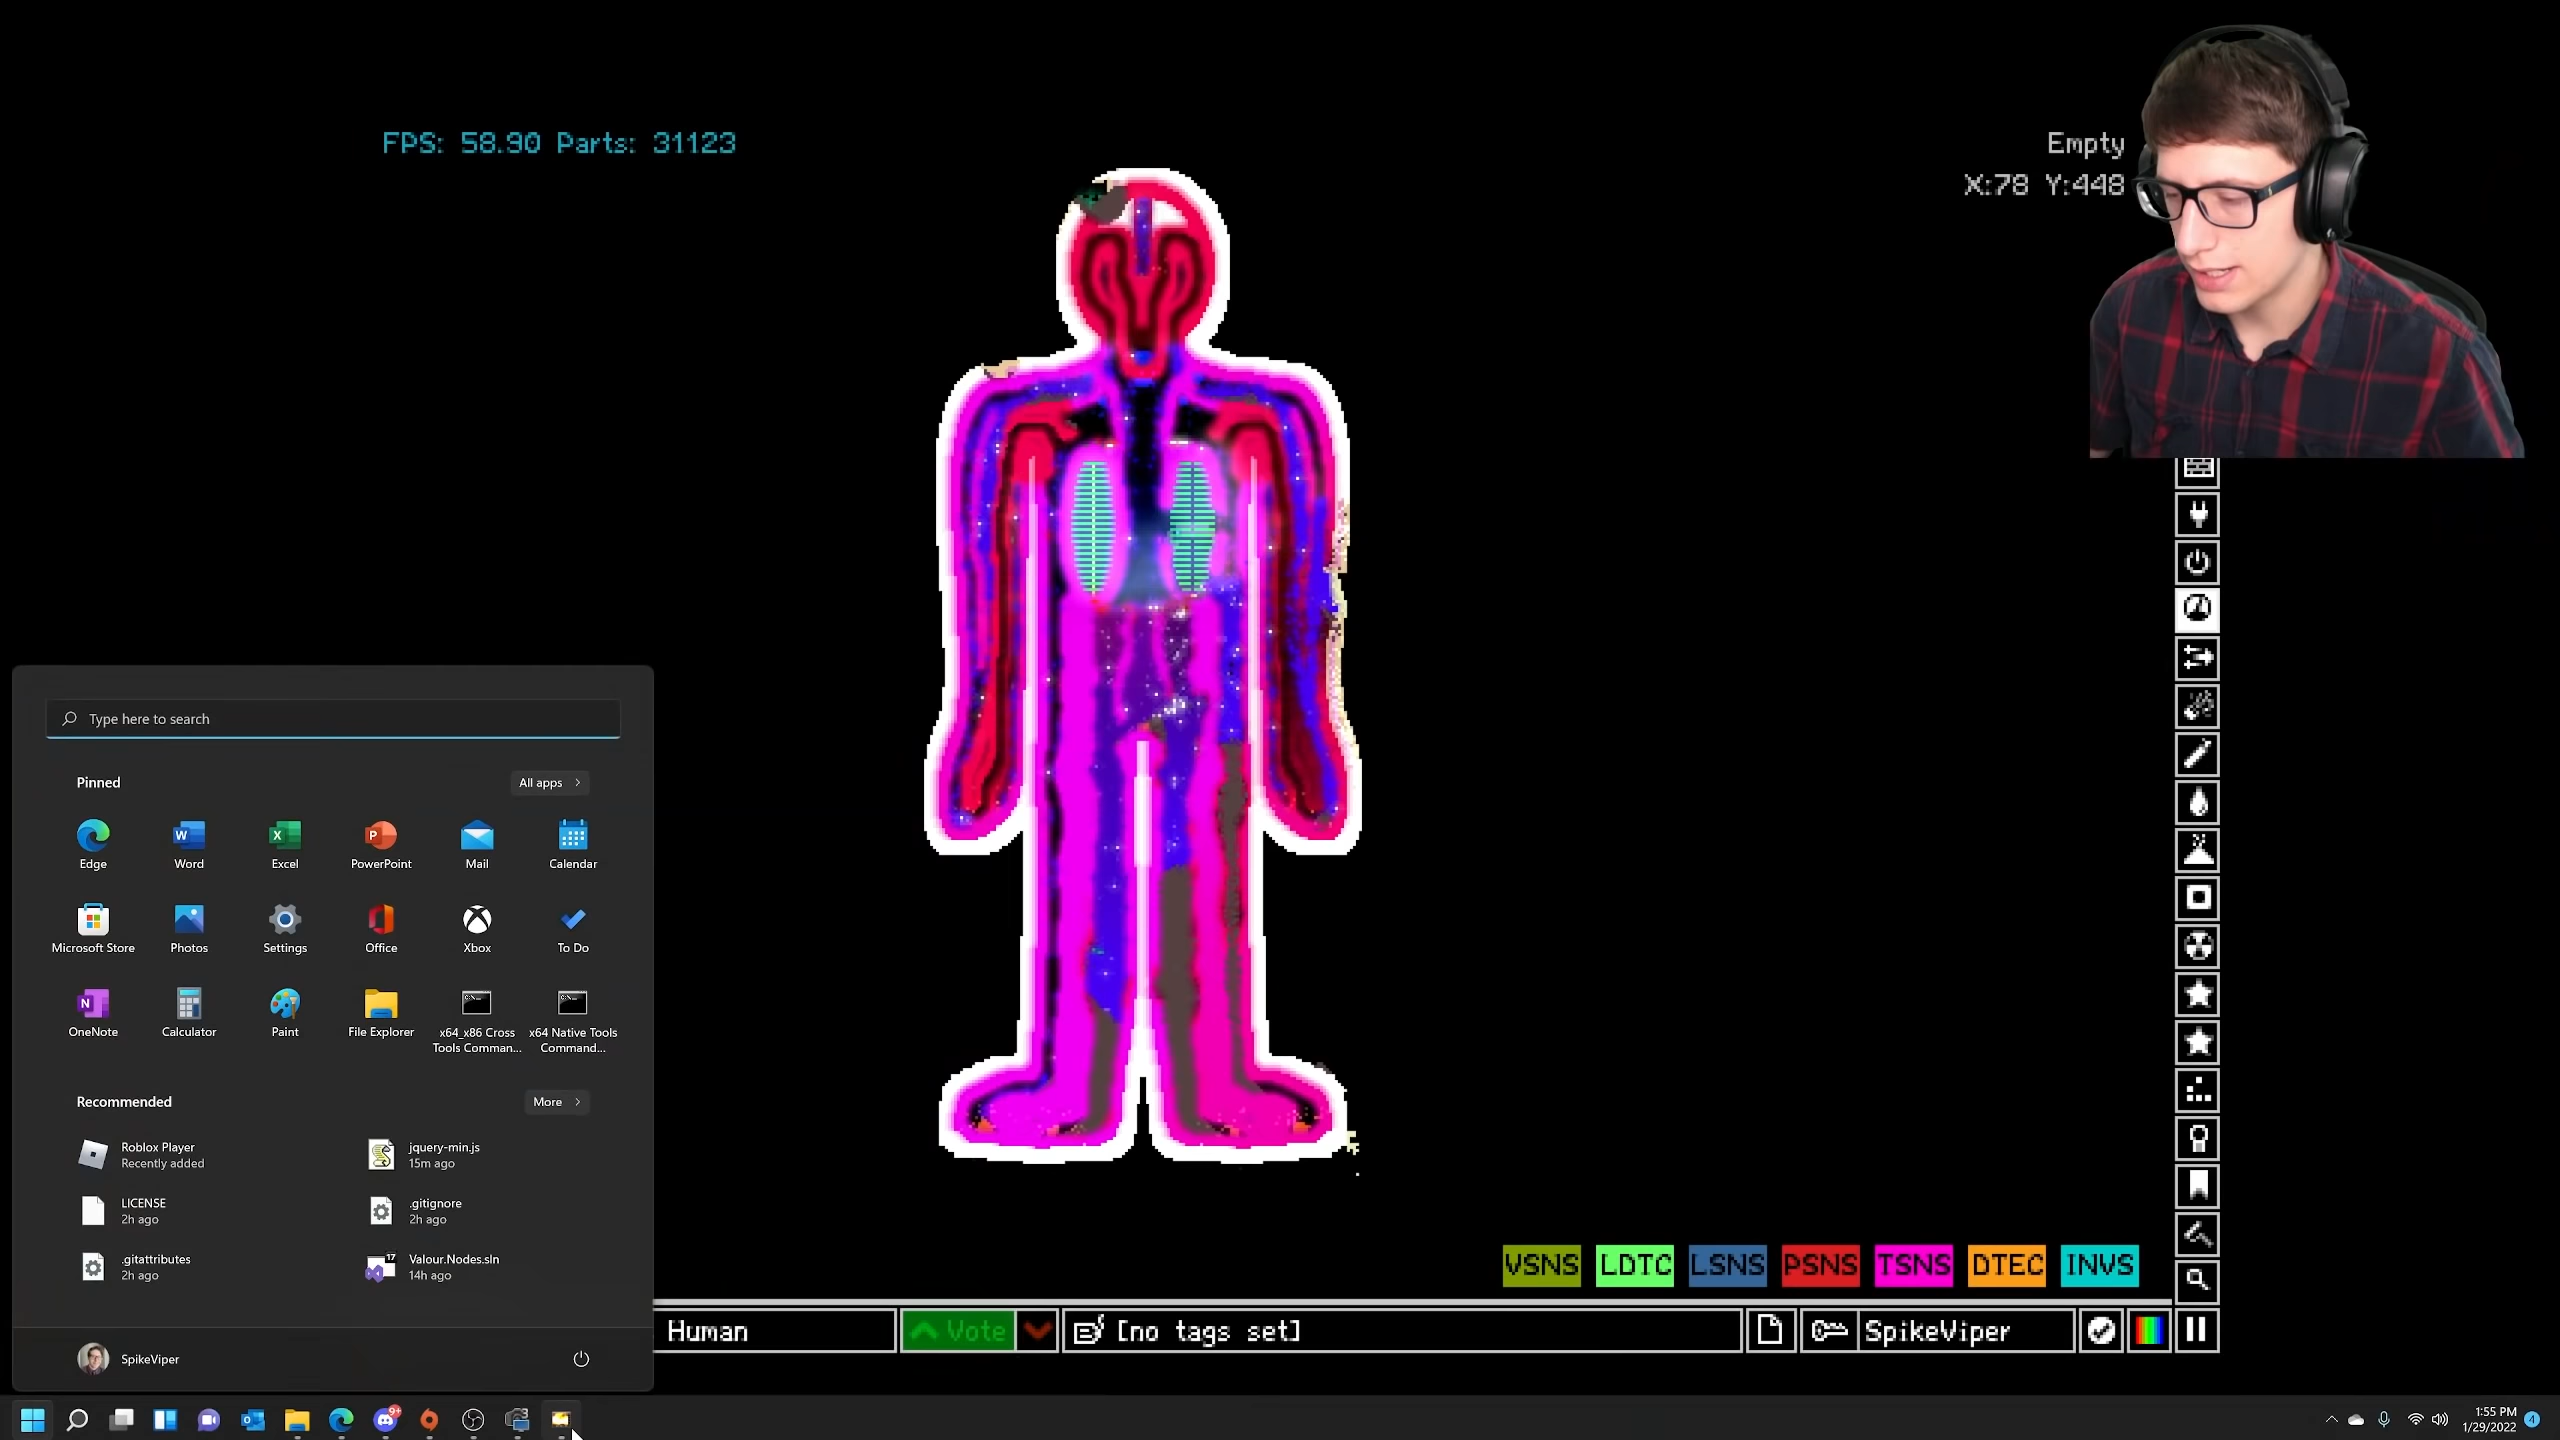 FPS: 58.90 Parts: 31123
Empty
X:78 Y:448
Type here to search
Pinned
All apps
Edge
Word
Excel
PowerPoint
Mail
Calendar
Microsoft Store
Photos
Settings
Office
Xbox
To Do
OneNote
Calculator
Paint
File Explorer
x64_x86 Cross
Tools Comman...
x64 Native Tools
Command...
Recommended
More
Roblox Player
Recently added
jquery-min.js
15m ago
LICENSE
2h ago
.gitignore
2h ago
.gitattributes
2h ago
Valour.Nodes.sln
14h ago
SpikeViper
VSNS LDTC LSNS PSNS TSNS DTEC INVS
Human
Vote
[no tags set]
SpikeViper
9+
1:55 PM
1/29/2022
4